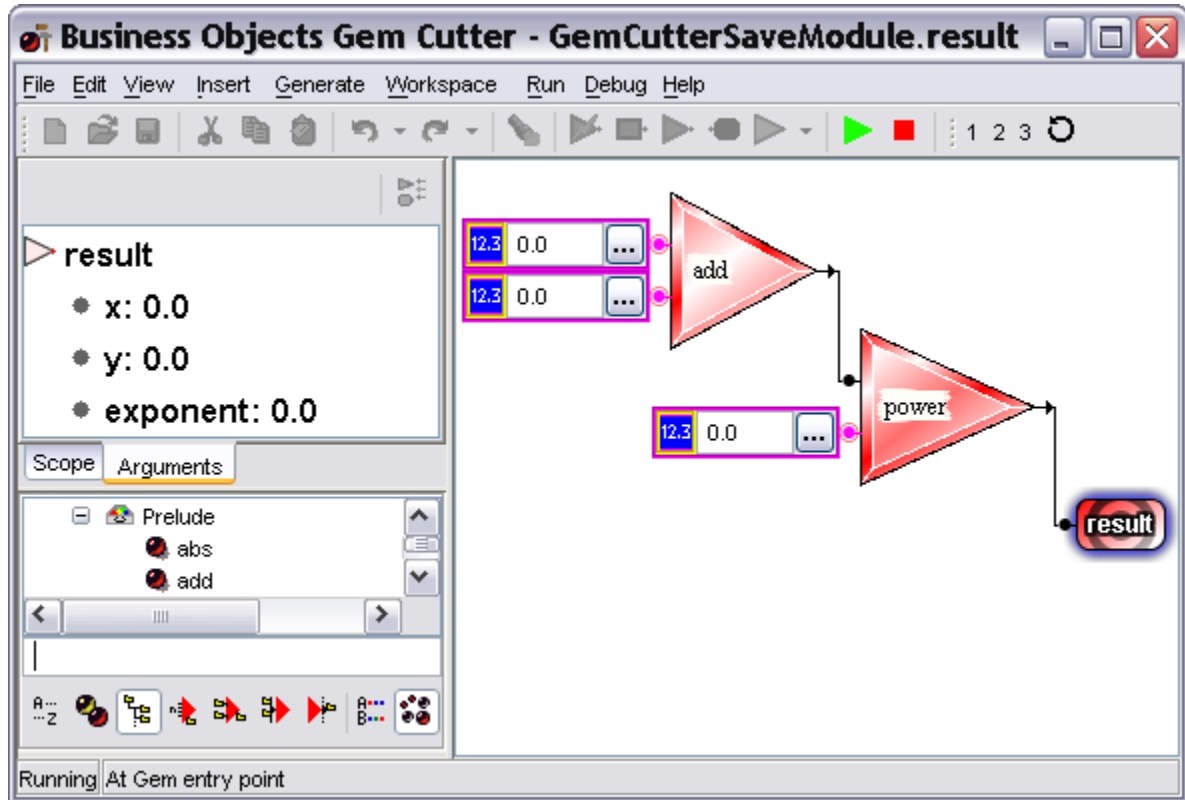 Business Objects Gem Cutter - GemCutterSaveModule.result
File Edit View Insert Generate Workspace Run Debug Help
1 2 3
result
x: 0.0
y: 0.0
exponent: 0.0
Scope Arguments
Prelude
abs
add
A... ...Z
A B
Running At Gem entry point
12.3 0.0 ...
12.3 0.0 ...
add
12.3 0.0 ...
power
result